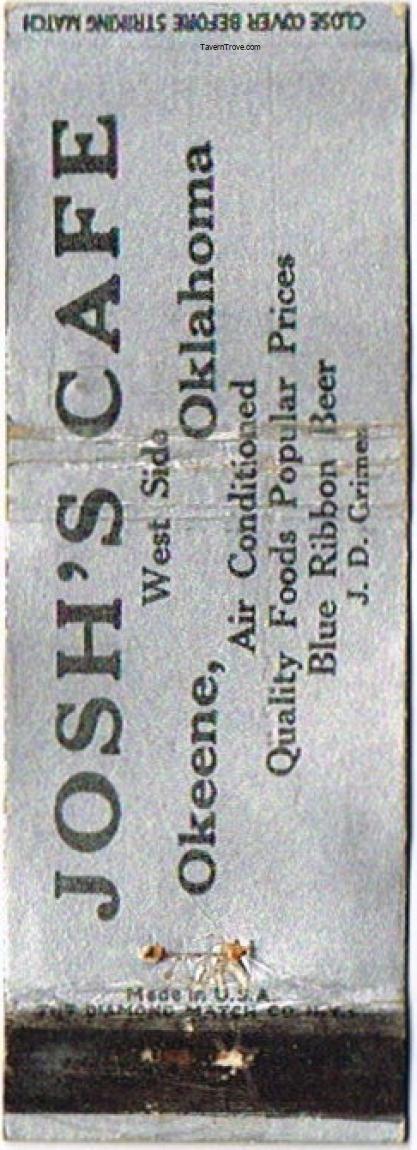 CLOSE COVER BEFORE STRIKING MATCH
TavernTrove.com
JOSH'S CAFE
West Side
Okeene, Oklahoma
Air Conditioned
Quality Foods Popular Prices
Blue Ribbon Beer
J. D. Grimes
Made in U.S.A.
DIAMOND MATCH CO. N.Y.C.